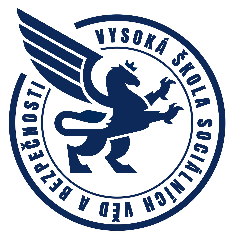 VYSOKÁ ŠKOLA SOCIÁLNÍCH VĚD A BEZPEČNOSTI